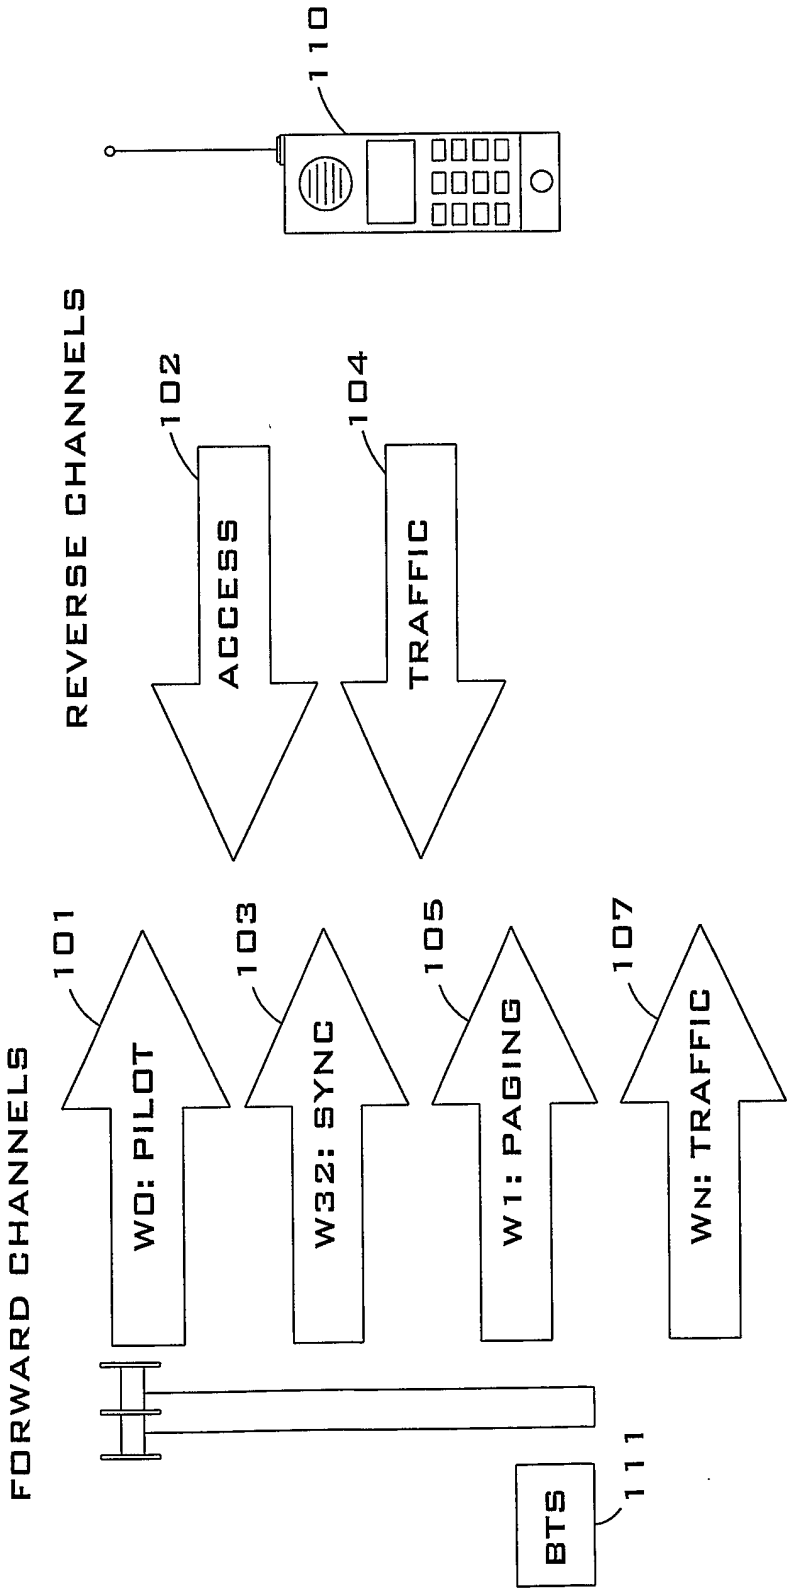 FORWARD CHANNELS
REVERSE CHANNELS
101
W0: PILOT
103
W32: SYNC
105
W1: PAGING
107
WN: TRAFFIC
102
ACCESS
104
TRAFFIC
110
BTS
111